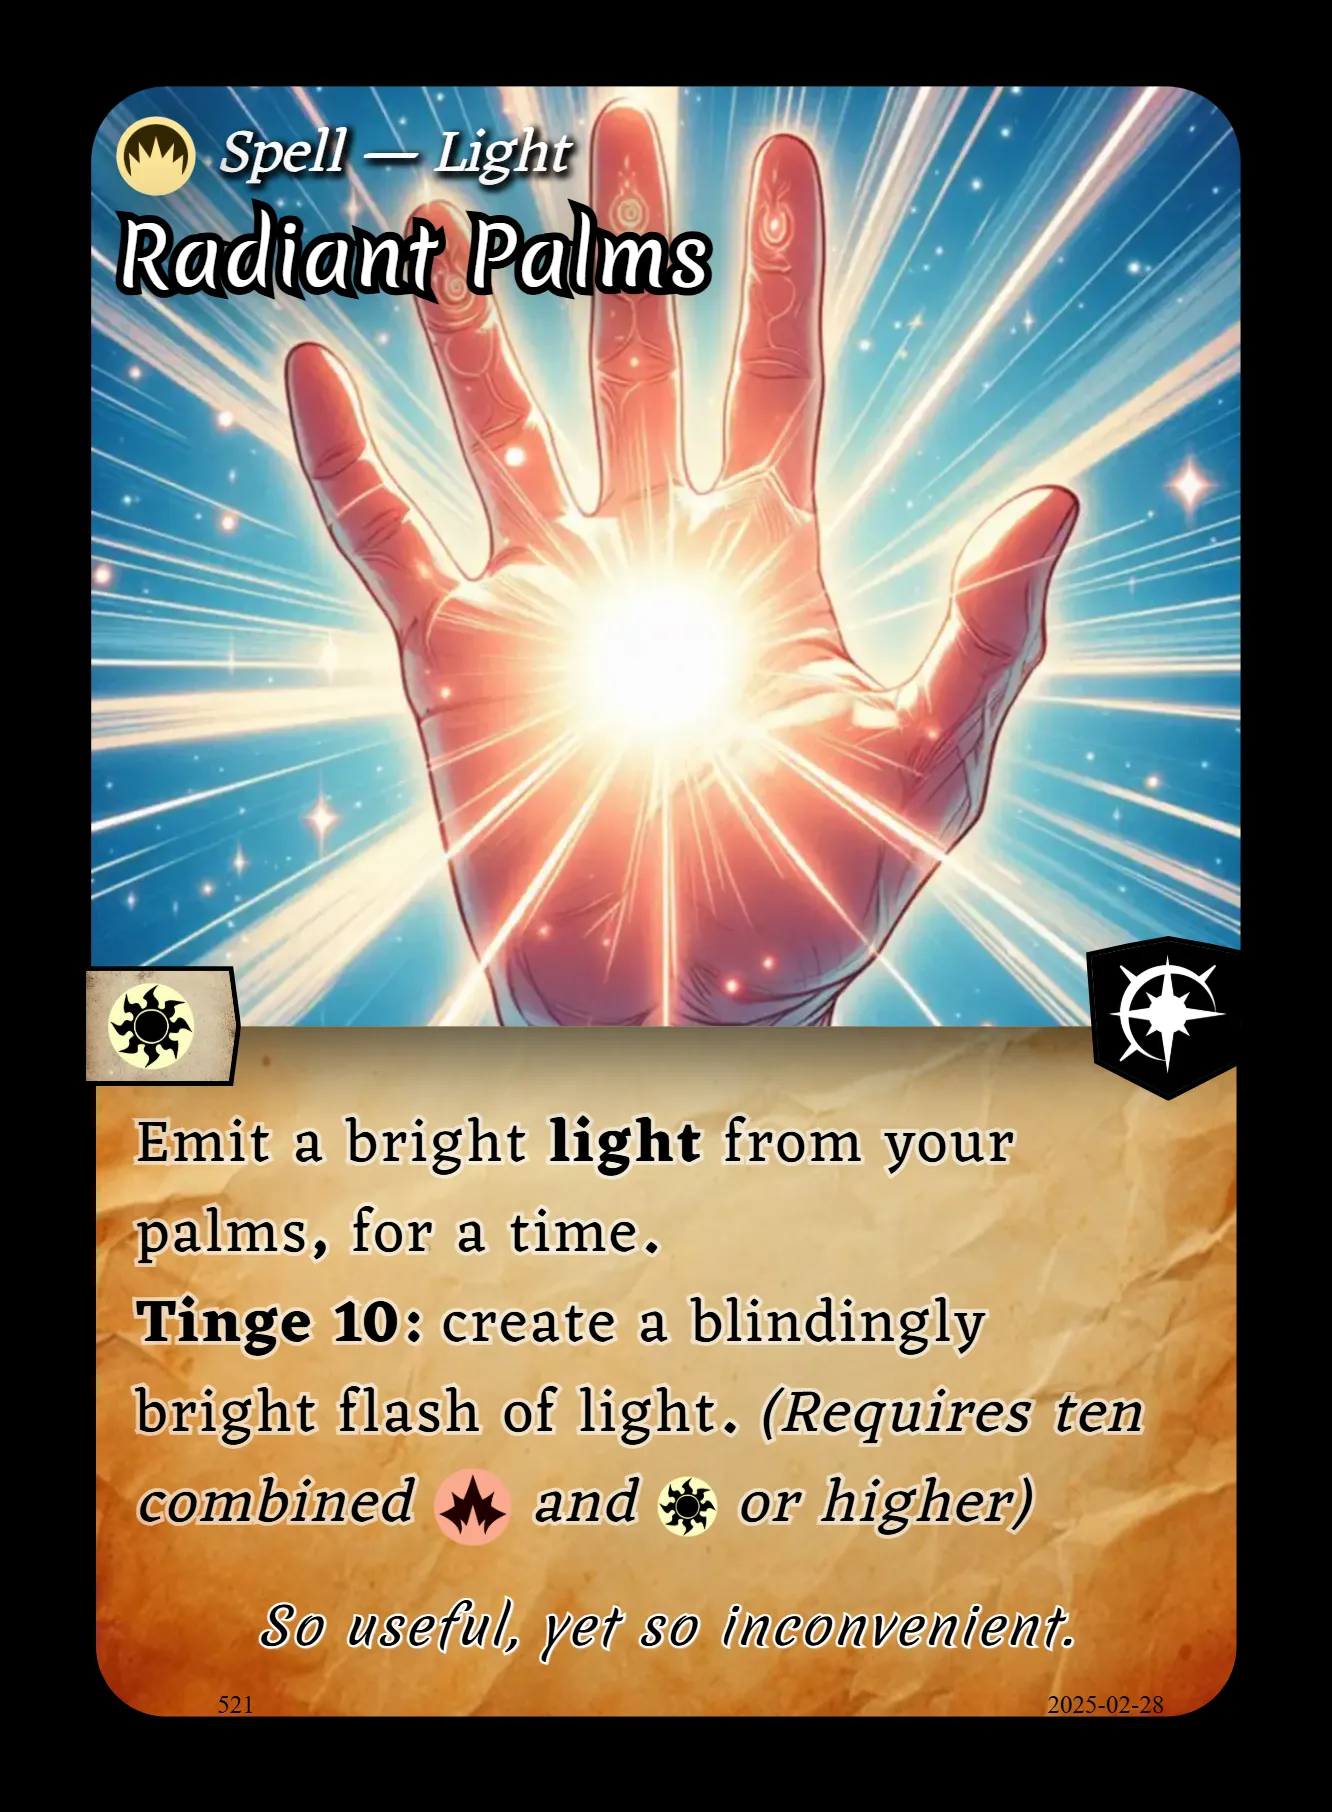 Spell — Light
Radiant Palms
Emit a bright light from your
palms, for a time.
Tinge 10: create a blindingly
bright flash of light. (Requires ten
combined and or higher)
So useful, yet so inconvenient.
521
2025-02-28